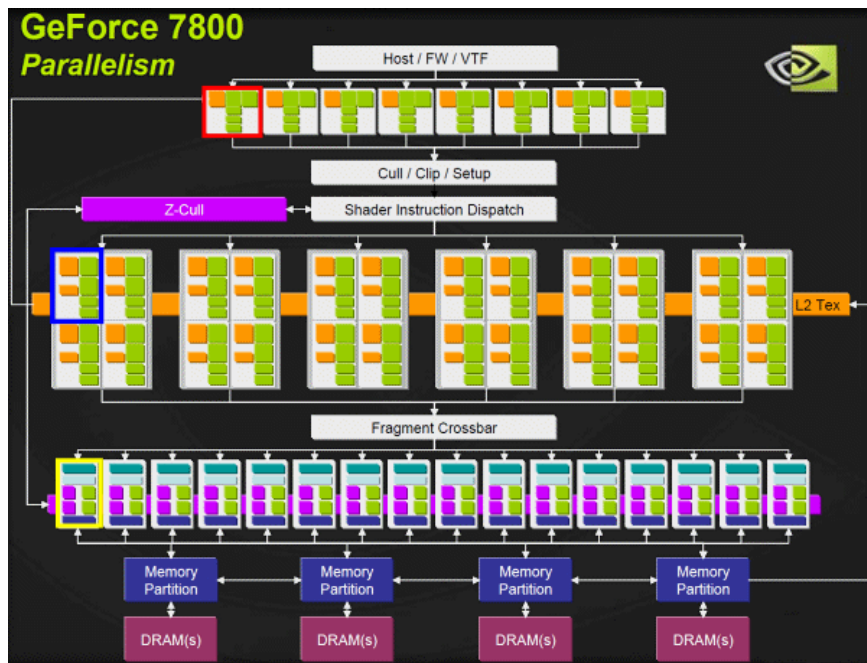 GeForce 7800
Parallelism
Host / FW / VTF
Cull / Clip / Setup
Z-Cull
Shader Instruction Dispatch
L2 Tex
Fragment Crossbar
Memory
Partition
Memory
Partition
Memory
Partition
Memory
Partition
DRAM(s)
DRAM(s)
DRAM(s)
DRAM(s)